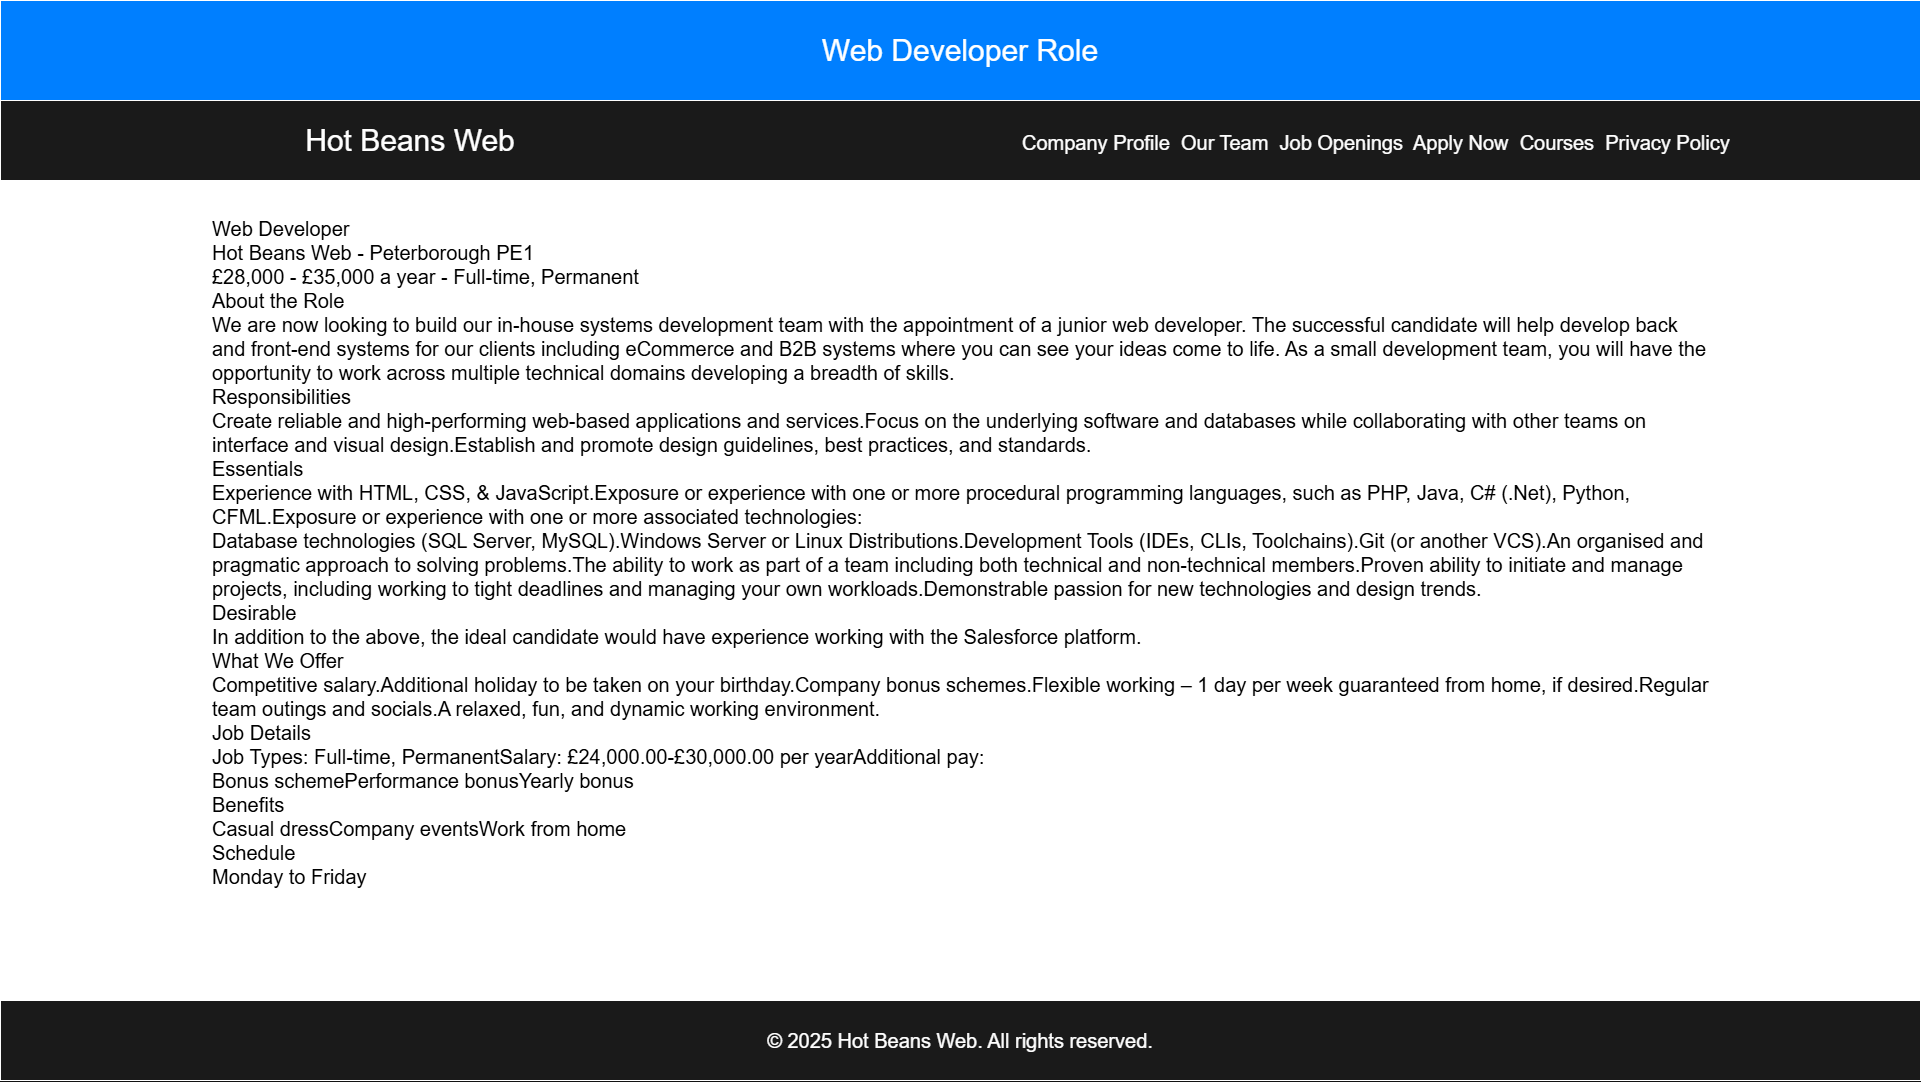 Web Developer Role
Hot Beans Web
Company Profile Our Team Job Openings Apply Now Courses Privacy Policy
Web Developer
Hot Beans Web - Peterborough PE1
£28,000 - £35,000 a year - Full-time, Permanent
About the Role
We are now looking to build our in-house systems development team with the appointment of a junior web developer. The successful candidate will help develop back
and front-end systems for our clients including eCommerce and B2B systems where you can see your ideas come to life. As a small development team, you will have the
opportunity to work across multiple technical domains developing a breadth of skills.
Responsibilities
Create reliable and high-performing web-based applications and services.Focus on the underlying software and databases while collaborating with other teams on
interface and visual design.Establish and promote design guidelines, best practices, and standards.
Essentials
Experience with HTML, CSS, & JavaScript.Exposure or experience with one or more procedural programming languages, such as PHP, Java, C# (.Net), Python,
CFML.Exposure or experience with one or more associated technologies:
Database technologies (SQL Server, MySQL).Windows Server or Linux Distributions.Development Tools (IDEs, CLIs, Toolchains).Git (or another VCS).An organised and
pragmatic approach to solving problems.The ability to work as part of a team including both technical and non-technical members.Proven ability to initiate and manage
projects, including working to tight deadlines and managing your own workloads.Demonstrable passion for new technologies and design trends.
Desirable
In addition to the above, the ideal candidate would have experience working with the Salesforce platform.
What We Offer
Competitive salary.Additional holiday to be taken on your birthday.Company bonus schemes.Flexible working – 1 day per week guaranteed from home, if desired.Regular
team outings and socials.A relaxed, fun, and dynamic working environment.
Job Details
Job Types: Full-time, PermanentSalary: £24,000.00-£30,000.00 per yearAdditional pay:
Bonus schemePerformance bonusYearly bonus
Benefits
Casual dressCompany eventsWork from home
Schedule
Monday to Friday
© 2025 Hot Beans Web. All rights reserved.